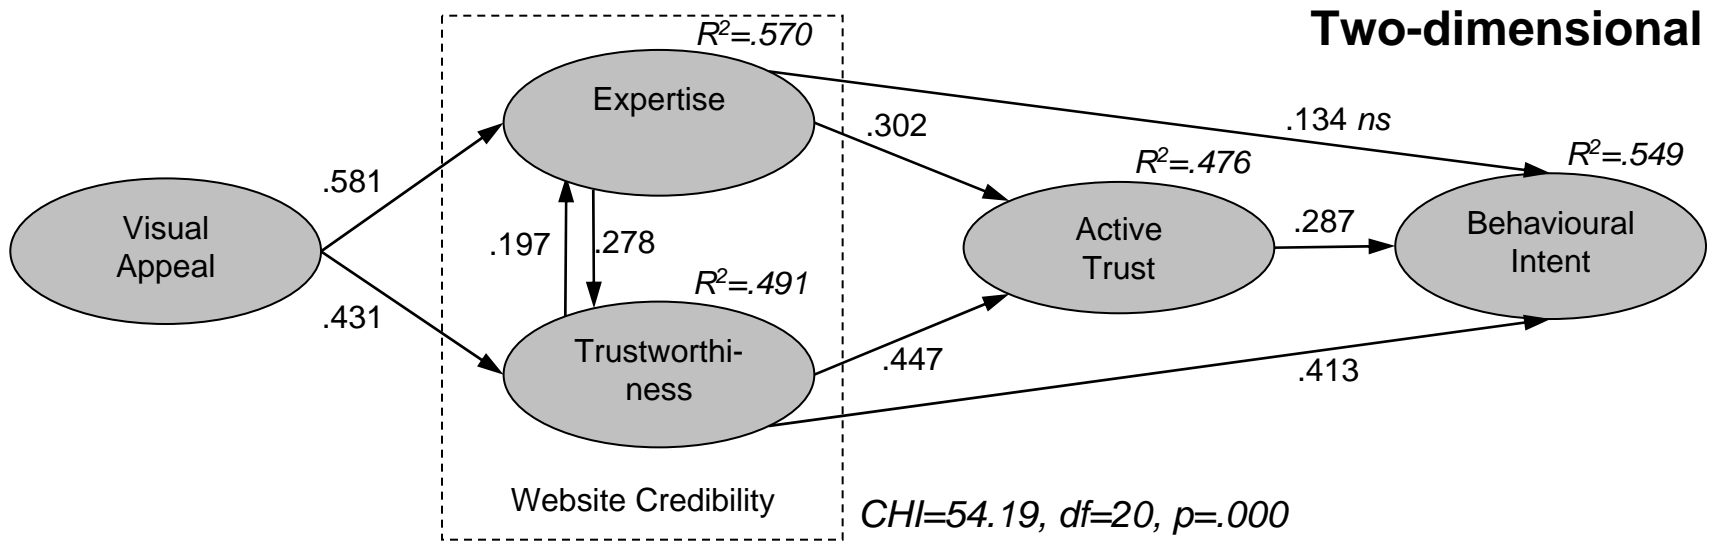 Two-dimensional
R²=.570
Expertise
.302
.134 ns
R²=.476
R²=.549
.581
Visual
Appeal
.197
.278
Active
Trust
.287
Behavioural
Intent
R²=.491
.431
Trustworthi-
ness
.447
.413
Website Credibility
CHI=54.19, df=20, p=.000